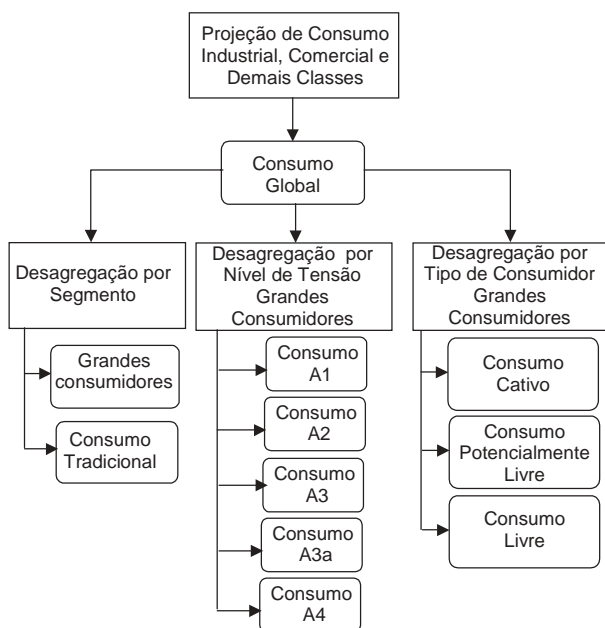 Projeção de Consumo
Industrial, Comercial e
Demais Classes
Consumo
Global
Desagregação por
Segmento
Grandes
consumidores
Consumo
Tradicional
Desagregação por
Nível de Tensão
Grandes
Consumidores
Consumo
A1
Consumo
A2
Consumo
A3
Consumo
A3a
Consumo
A4
Desagregação por
Tipo de Consumidor
Grandes
Consumidores
Consumo
Cativo
Consumo
Potencialmente
Livre
Consumo
Livre